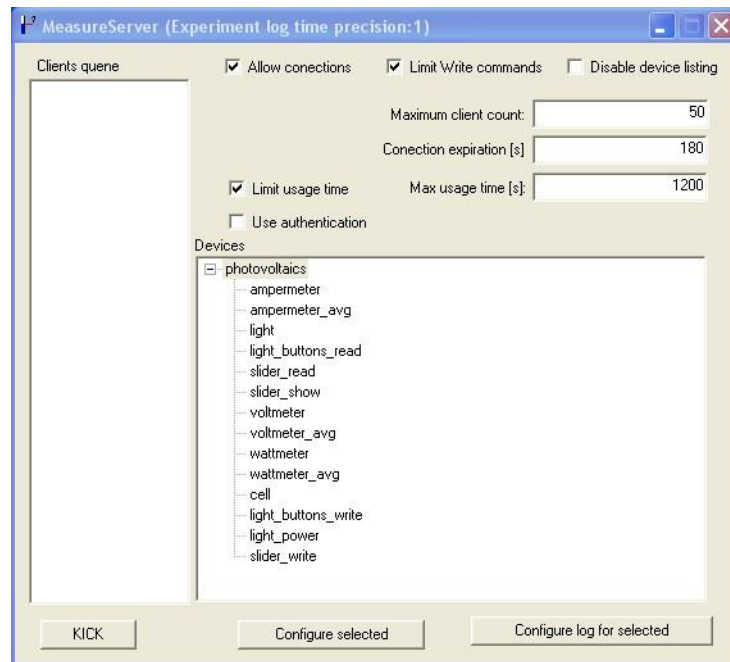 MeasureServer (Experiment log time precision:1)
Clients quene
Allow conections
Limit Write commands
Disable device listing
Maximum client count:
50
Conection expiration [s]
180
Limit usage time
Max usage time [s]:
1200
Use authentication
Devices
photovoltaics
ampermeter
ampermeter_avg
light
light_buttons_read
slider_read
slider_show
voltmeter
voltmeter_avg
wattmeter
wattmeter_avg
cell
light_buttons_write
light_power
slider_write
KICK
Configure selected
Configure log for selected